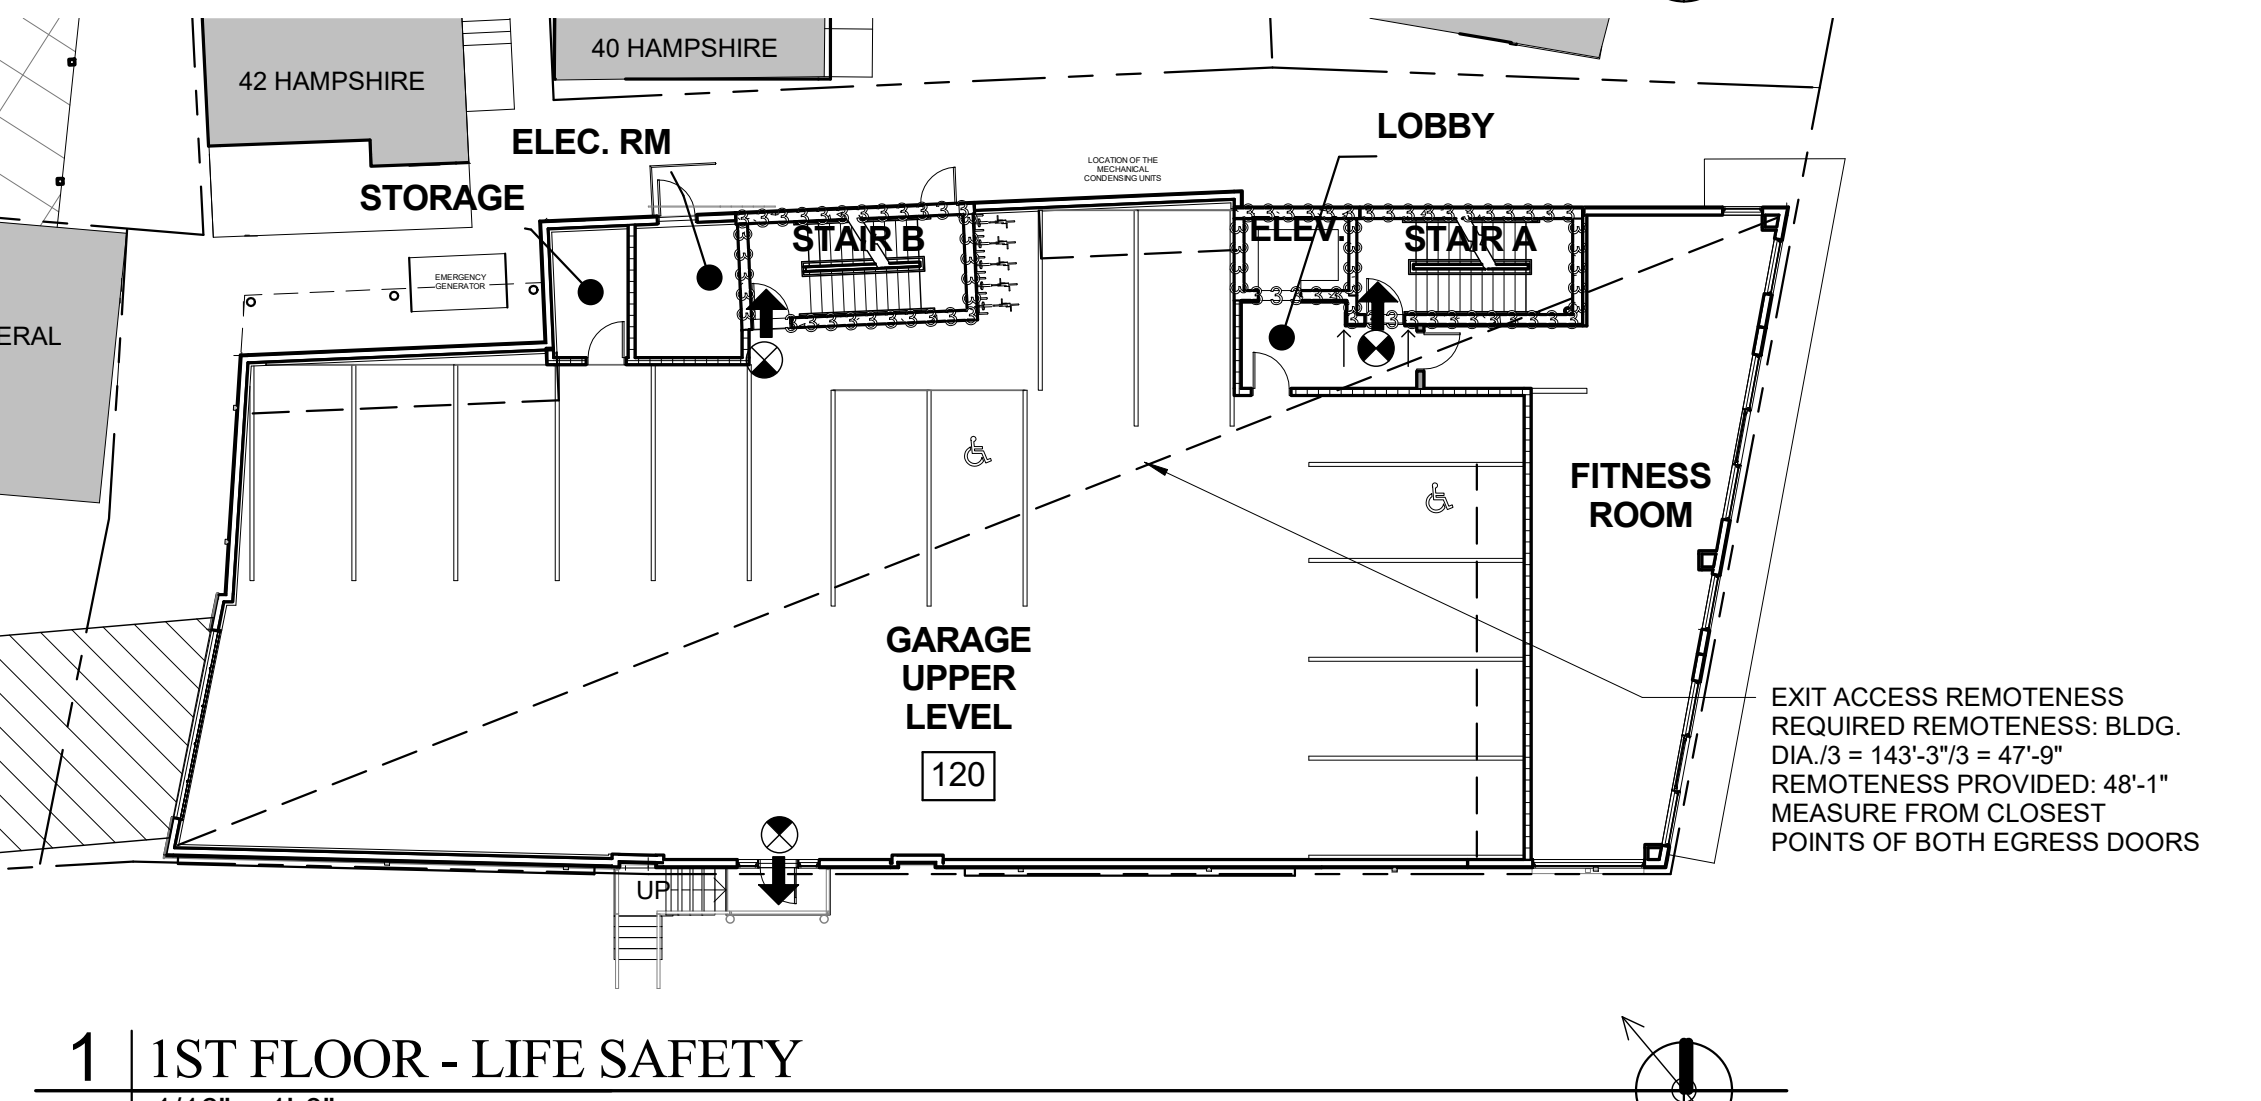 40 HAMPSHIRE
42 HAMPSHIRE
ELEC. RM
LOBBY
STORAGE
LOCATION OF THE
MECHANICAL
CONDENSING UNITS
STAIR B
ELEV.
STAIR A
EMERGENCY
GENERATOR
ERAL
FITNESS
ROOM
GARAGE
UPPER
LEVEL
120
EXIT ACCESS REMOTENESS
REQUIRED REMOTENESS: BLDG.
DIA./3 = 143'-3"/3 = 47'-9"
REMOTENESS PROVIDED: 48'-1"
MEASURE FROM CLOSEST
POINTS OF BOTH EGRESS DOORS
UP
1
1ST FLOOR - LIFE SAFETY